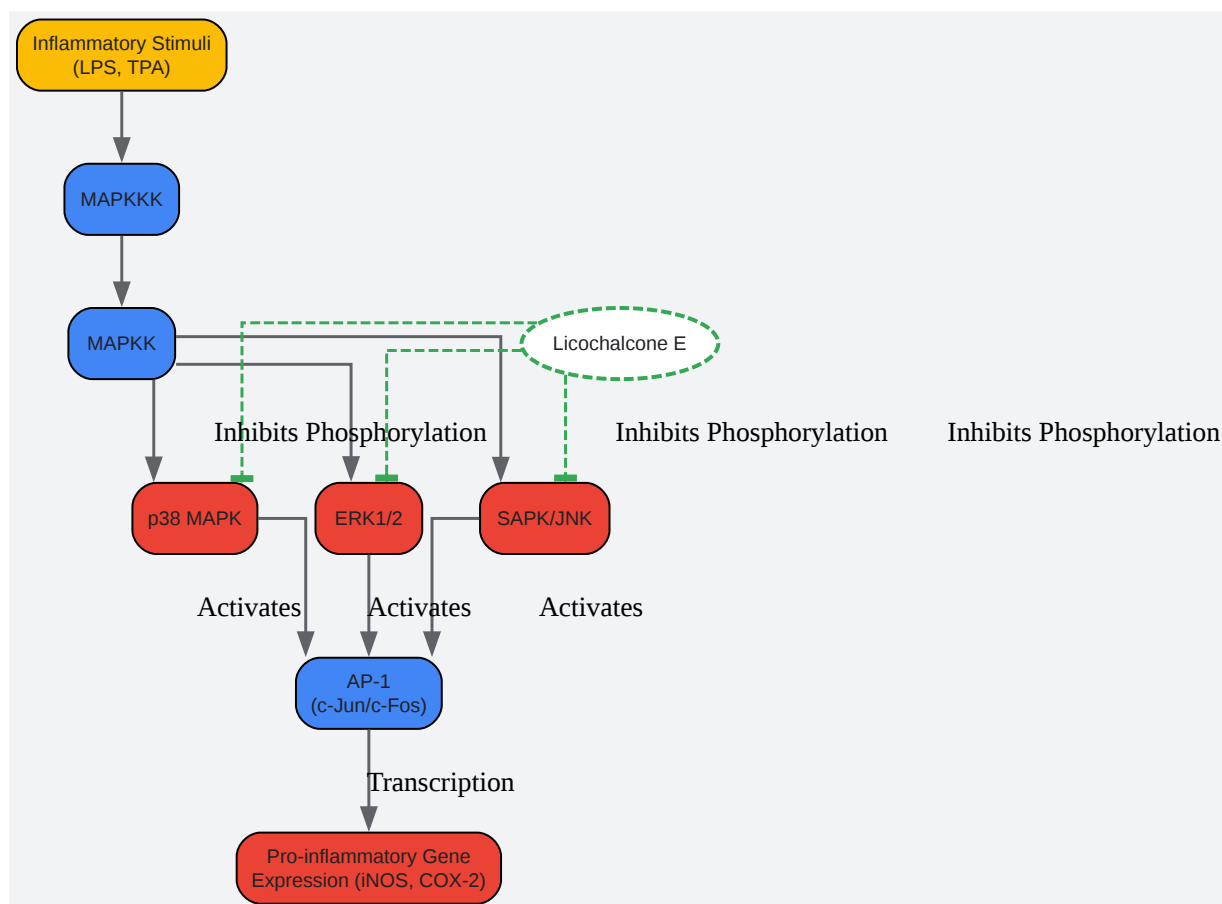 Inflammatory Stimuli
(LPS, TPA)
MAPKKK
MAPKK
Licochalcone E
Inhibits Phosphorylation
Inhibits Phosphorylation
Inhibits Phosphorylation
p38 MAPK
ERK1/2
SAPK/JNK
Activates
Activates
Activates
AP-1
(c-Jun/c-Fos)
Transcription
Pro-inflammatory Gene
Expression (iNOS, COX-2)